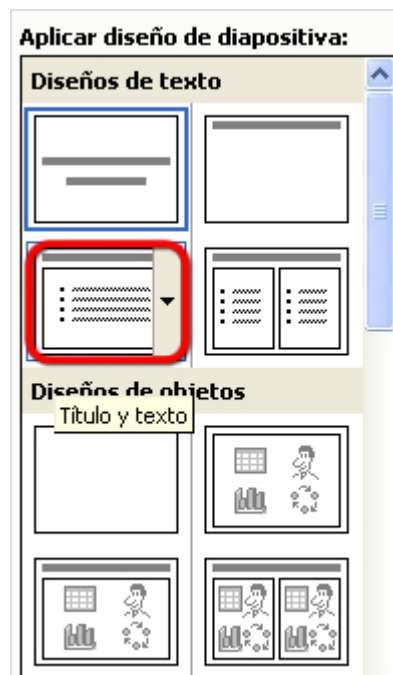 Aplicar diseño de diapositiva:
Diseños de texto
Diseños de objetos
Título y texto